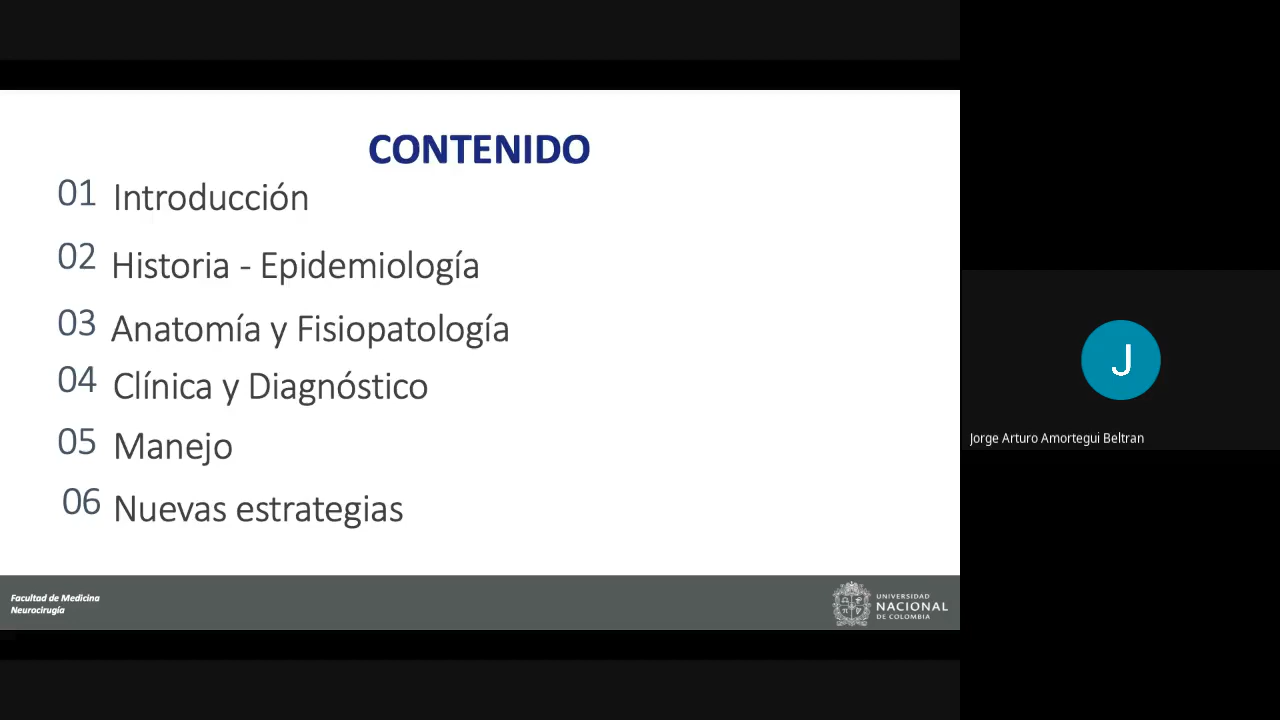 CONTENIDO
01 Introducción
02 Historia - Epidemiología
03 Anatomía y Fisiopatología
04 Clínica y Diagnóstico
05 Manejo
06 Nuevas estrategias
Facultad de Medicina
Neurocirugía
UNIVERSIDAD
NACIONAL
DE COLOMBIA
J
Jorge Arturo Amortegui Beltran